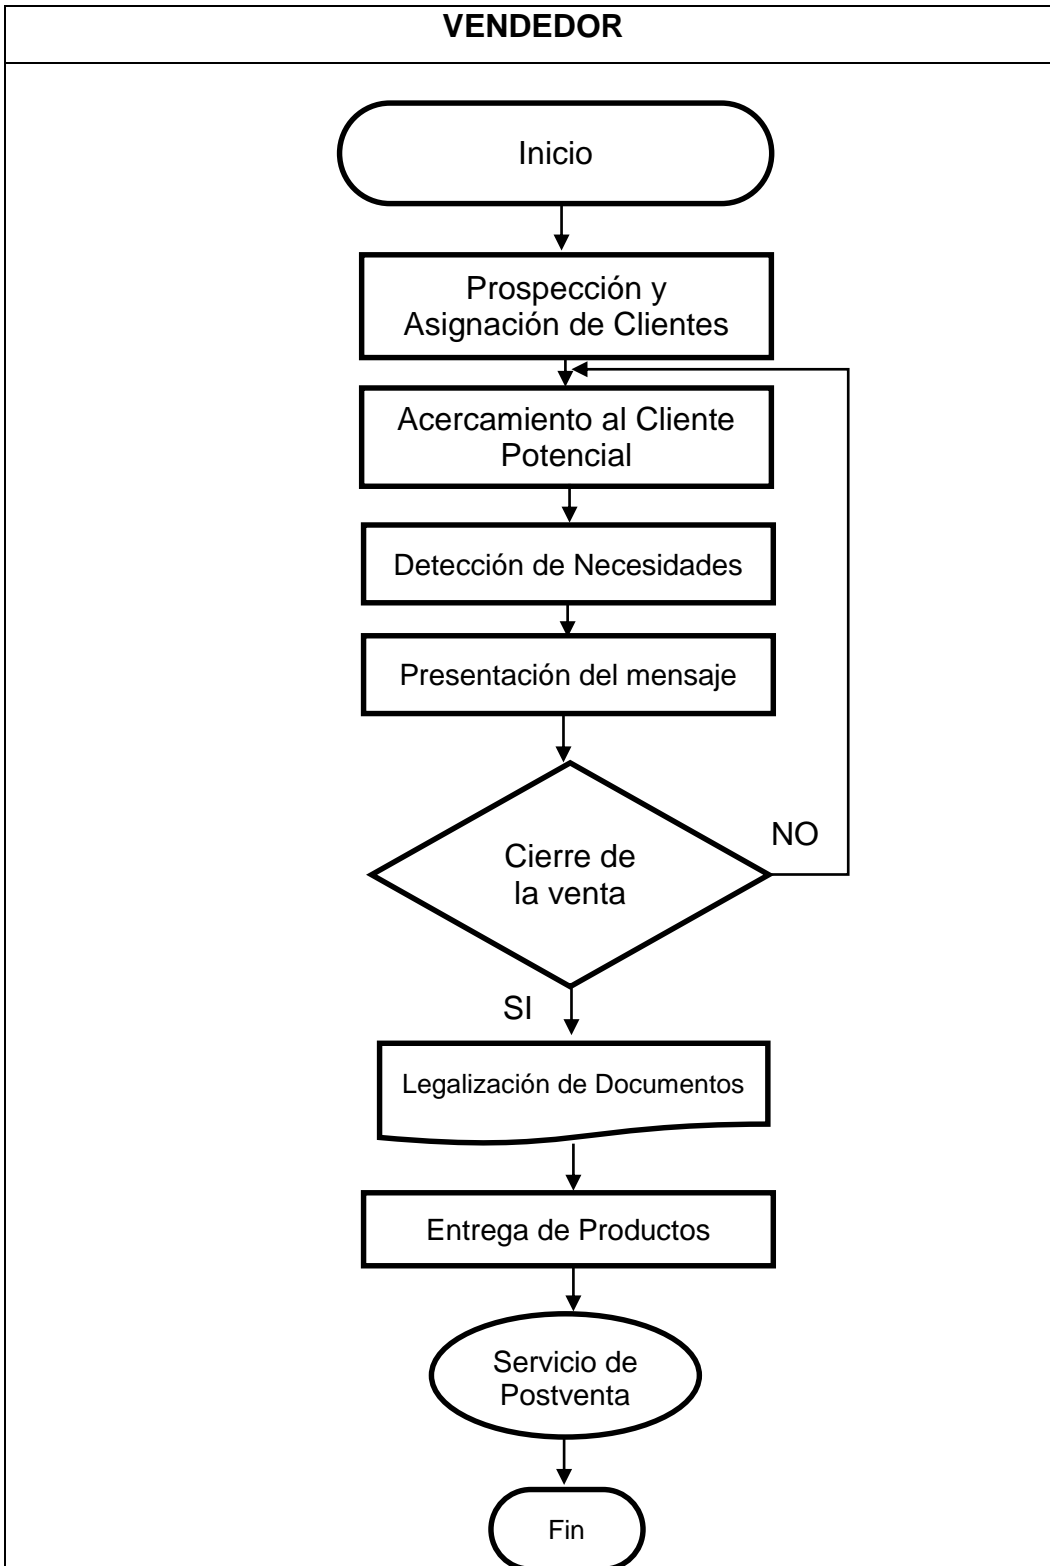 VENDEDOR
Inicio
Prospección y
Asignación de Clientes
Acercamiento al Cliente
Potencial
Detección de Necesidades
Presentación del mensaje
NO
Cierre de
la venta
SI
Legalización de Documentos
Entrega de Productos
Servicio de
Postventa
Fin